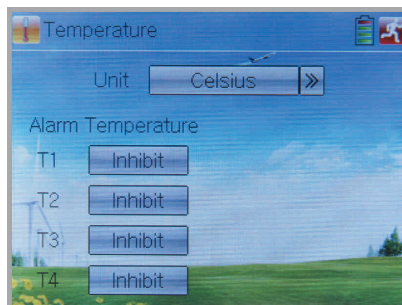 Temperature
Unit Celsius »
Alarm Temperature
T1 Inhibit
T2 Inhibit
T3 Inhibit
T4 Inhibit